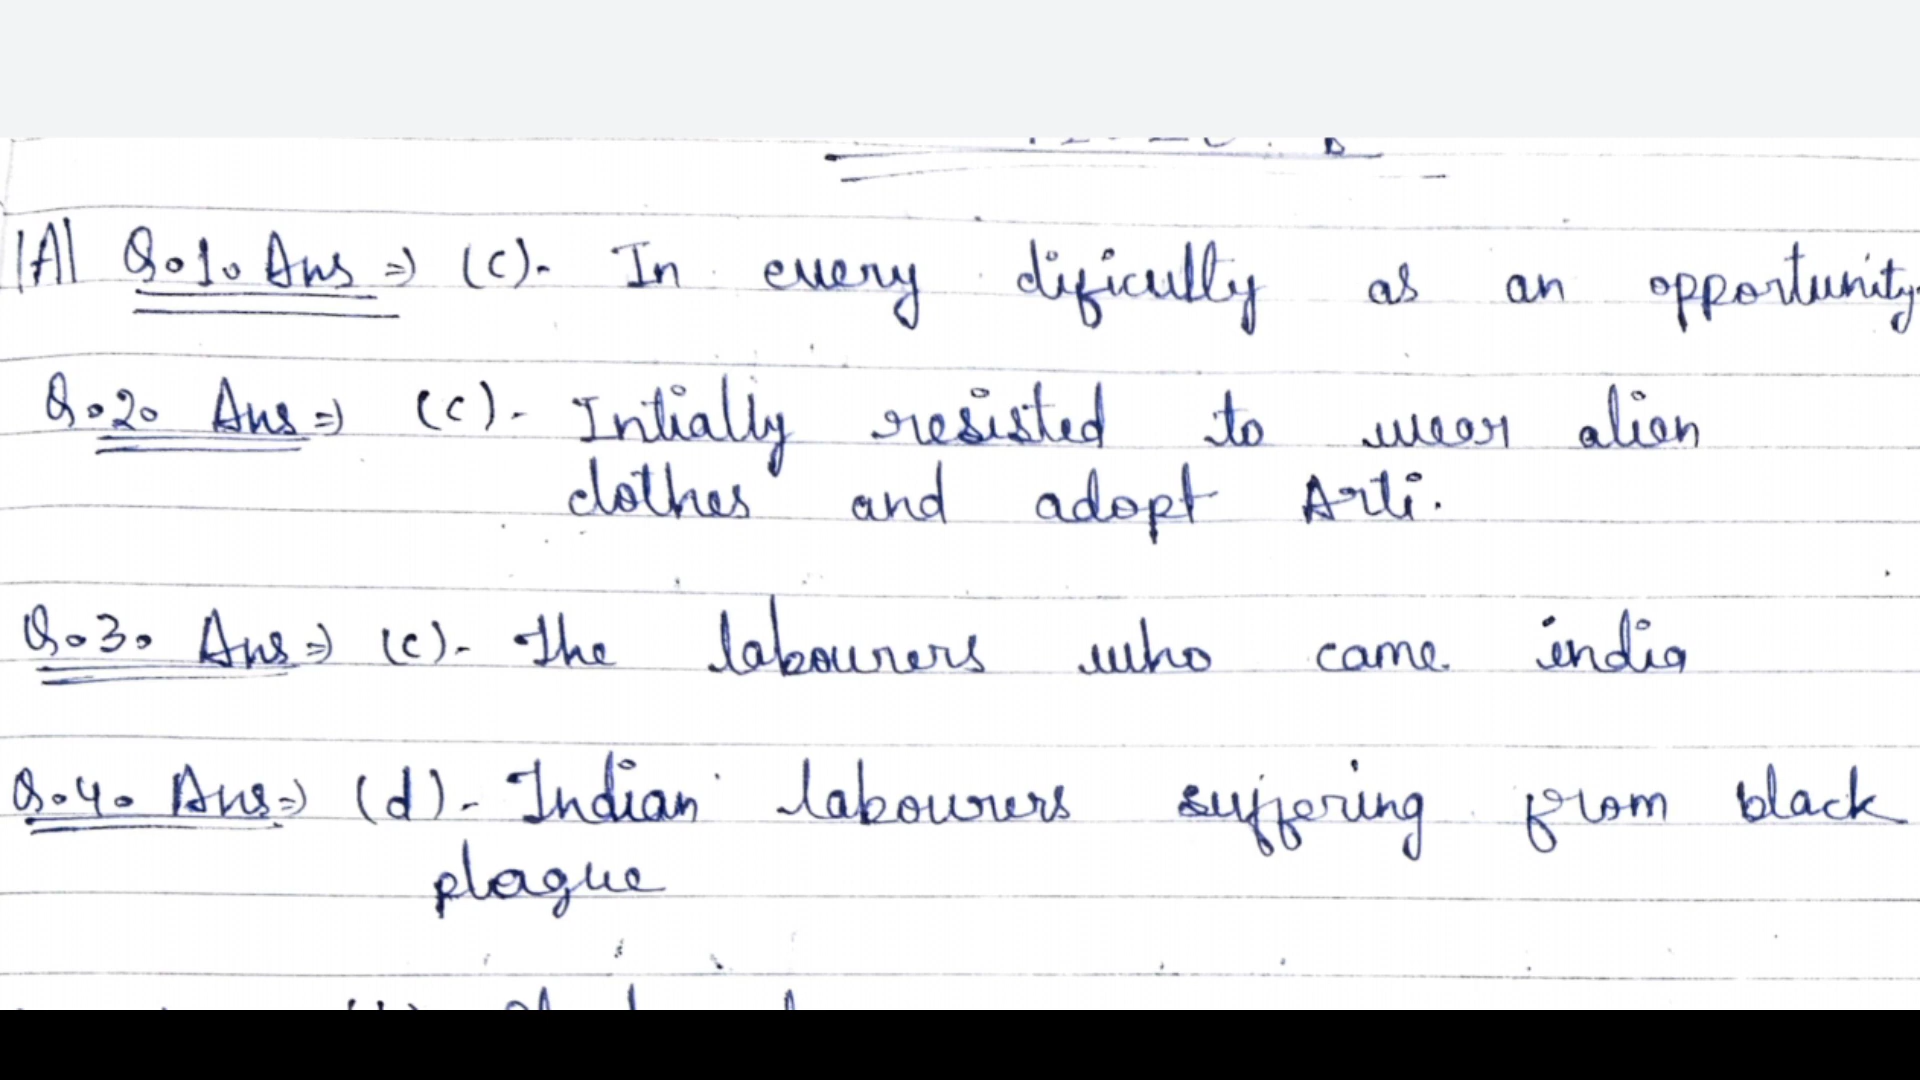 |A| Q.1. Ans => (c). In every dificulty as an opportunity.
Q.2. Ans => (c). Intially resisted to wear alien
clothes and adopt Arti.
Q.3. Ans => (c). The labourers who came india
Q.4. Ans => (d). Indian labourers suffering from black
plague